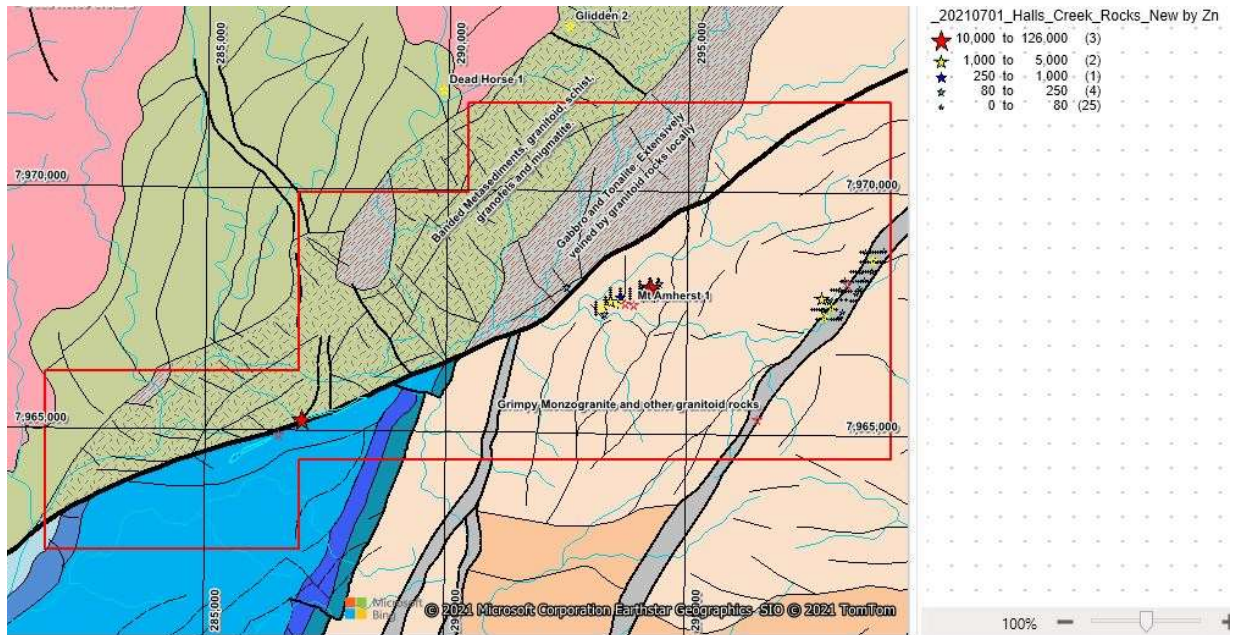 Glidden 2
285,000
290,000
295,000
Dead Horse 1
Banded Metasediments, granitoid, schist,
granofels and migmatite
Gabbro and Tonalite. Extensively
veined by granitoid rocks locally
7,970,000
7,970,000
Mt Amherst 1
Grimpy Monzogranite and other granitoid rocks
7,965,000
7,965,000
285,000
290,000
295,000
Microsoft
Bing
© 2021 Microsoft Corporation Earthstar Geographics SIO © 2021 TomTom
_20210701_Halls_Creek_Rocks_New by Zn
10,000 to 126,000 (3)
1,000 to 5,000 (2)
250 to 1,000 (1)
80 to 250 (4)
0 to 80 (25)
100%